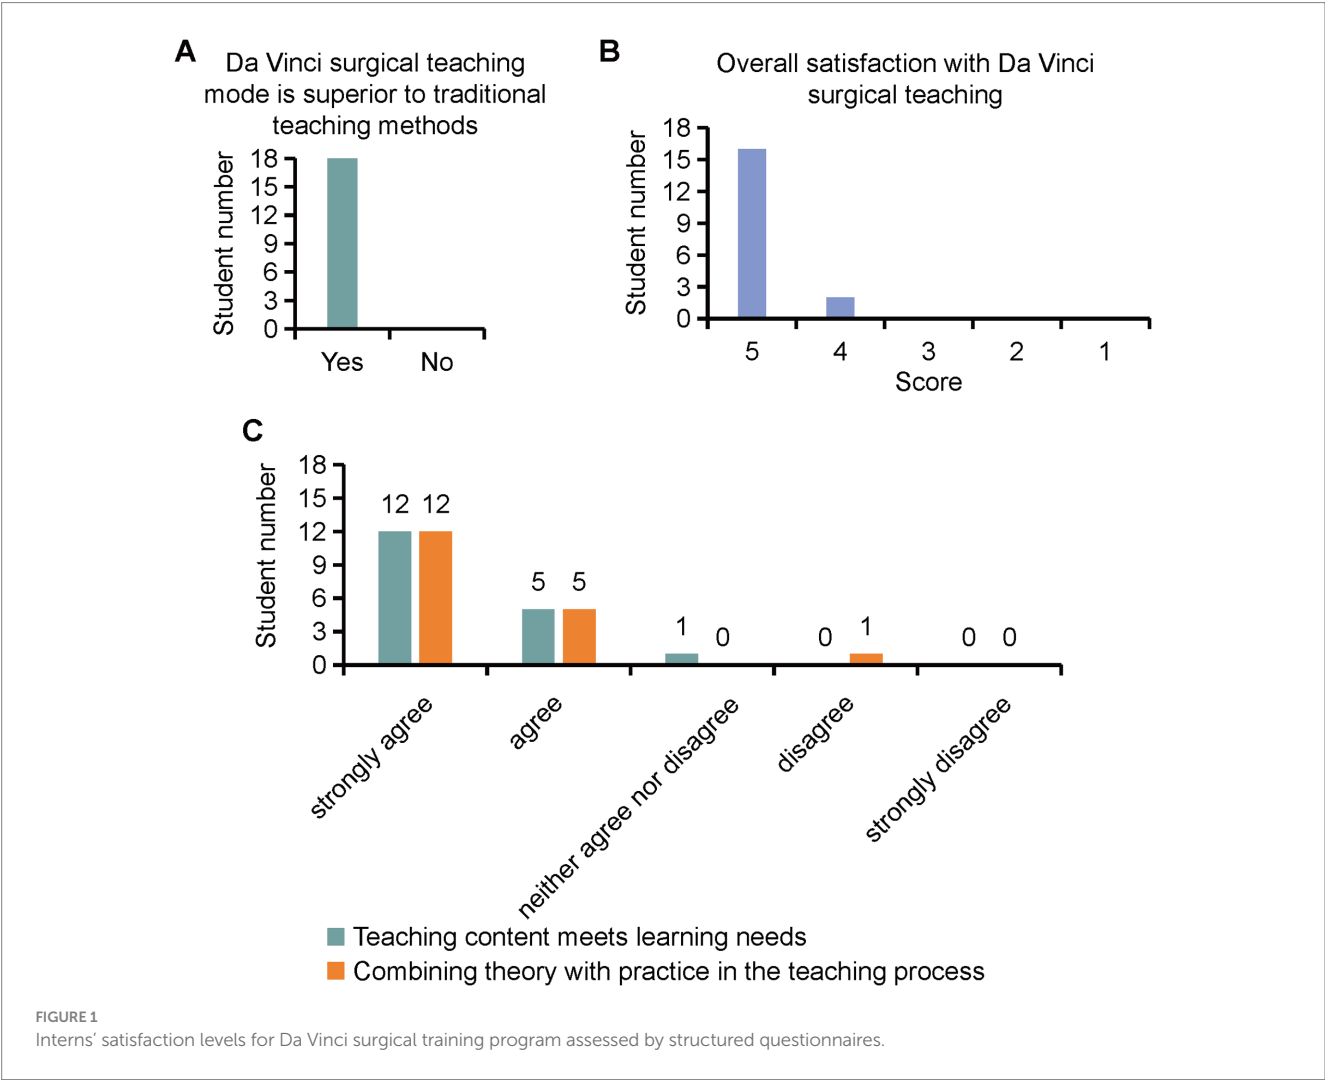 A
Da Vinci surgical teaching
mode is superior to traditional
teaching methods
Student number
18
15
12
9
6
3
0
Yes
No
B
Overall satisfaction with Da Vinci
surgical teaching
Student number
18
15
12
9
6
3
0
5
4
3
2
1
Score
C
Student number
18
15
12
9
6
3
0
12
12
5
5
1
0
0
1
0
0
strongly agree
agree
neither agree nor disagree
disagree
strongly disagree
Teaching content meets learning needs
Combining theory with practice in the teaching process
FIGURE 1
Interns’ satisfaction levels for Da Vinci surgical training program assessed by structured questionnaires.